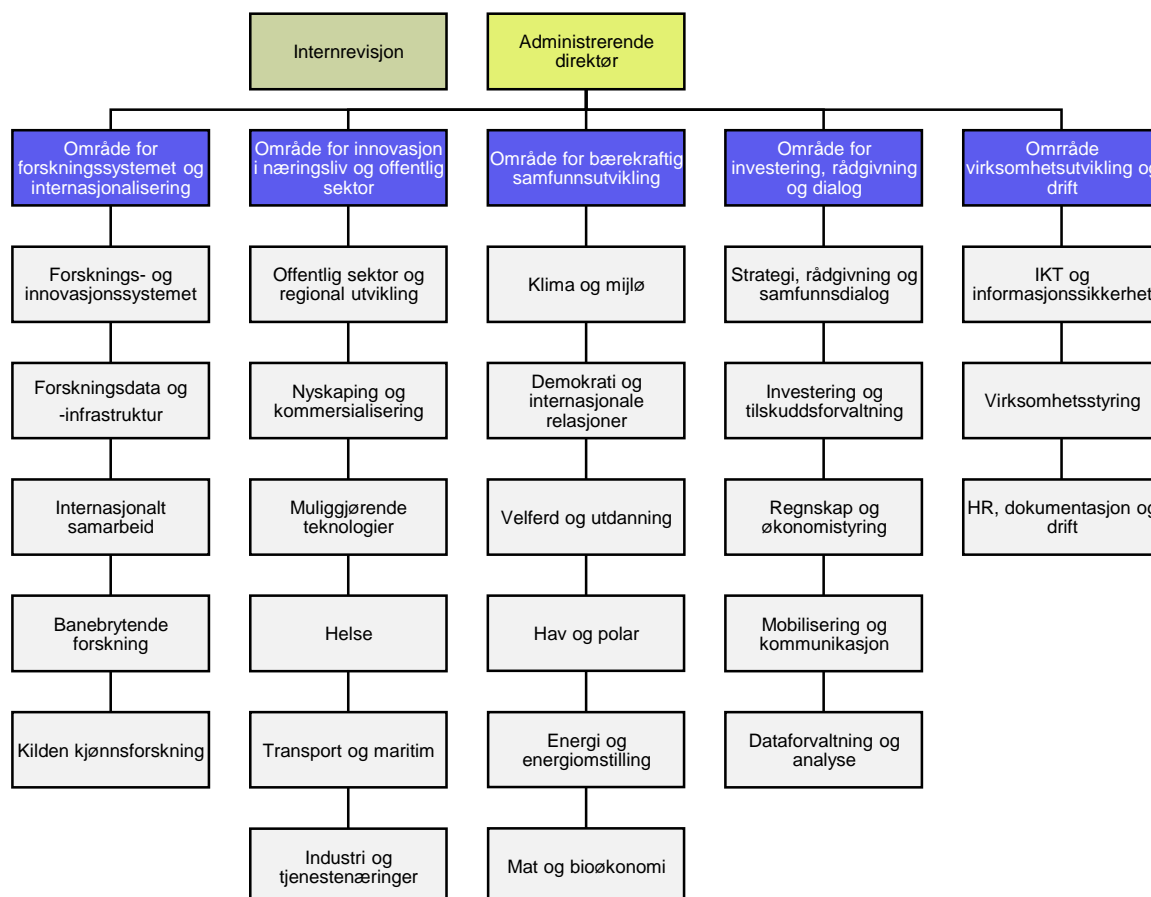 Internrevisjon
Administrerende
direktør
Område for
forskningssystemet og
internasjonalisering
Område for innovasjon
i næringsliv og offentlig
sektor
Område for bærekraftig
samfunnsutvikling
Område for
investering, rådgivning
og dialog
Områrde
virksomhetsutvikling og
drift
Forsknings- og
innovasjonssystemet
Offentlig sektor og
regional utvikling
Klima og mijlø
Strategi, rådgivning og
samfunnsdialog
IKT og
informasjonssikkerhet
Forskningsdata og
-infrastruktur
Nyskaping og
kommersialisering
Demokrati og
internasjonale
relasjoner
Investering og
tilskuddsforvaltning
Virksomhetsstyring
Internasjonalt
samarbeid
Muliggjørende
teknologier
Velferd og utdanning
Regnskap og
økonomistyring
HR, dokumentasjon og
drift
Banebrytende
forskning
Helse
Hav og polar
Mobilisering og
kommunikasjon
Kilden kjønnsforskning
Transport og maritim
Energi og
energiomstilling
Dataforvaltning og
analyse
Industri og
tjenestenæringer
Mat og bioøkonomi